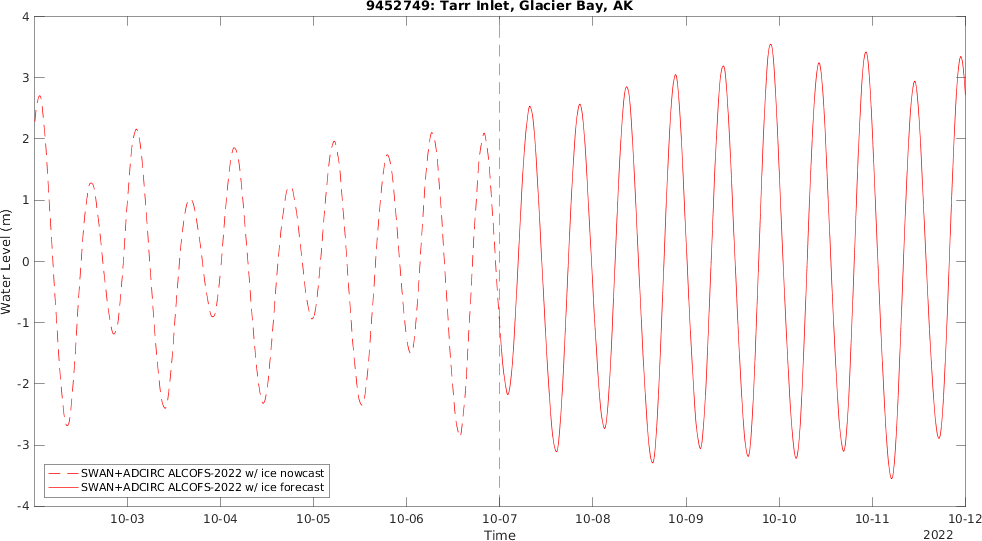 9452749: Tarr Inlet, Glacier Bay, AK
4
3
2
1
0
-1
-2
-3
-4
Water Level (m)
SWAN+ADCIRC ALCOFS-2022 w/ ice nowcast
SWAN+ADCIRC ALCOFS-2022 w/ ice forecast
10-03 10-04 10-05 10-06 10-07 10-08 10-09 10-10 10-11 10-12
Time
2022